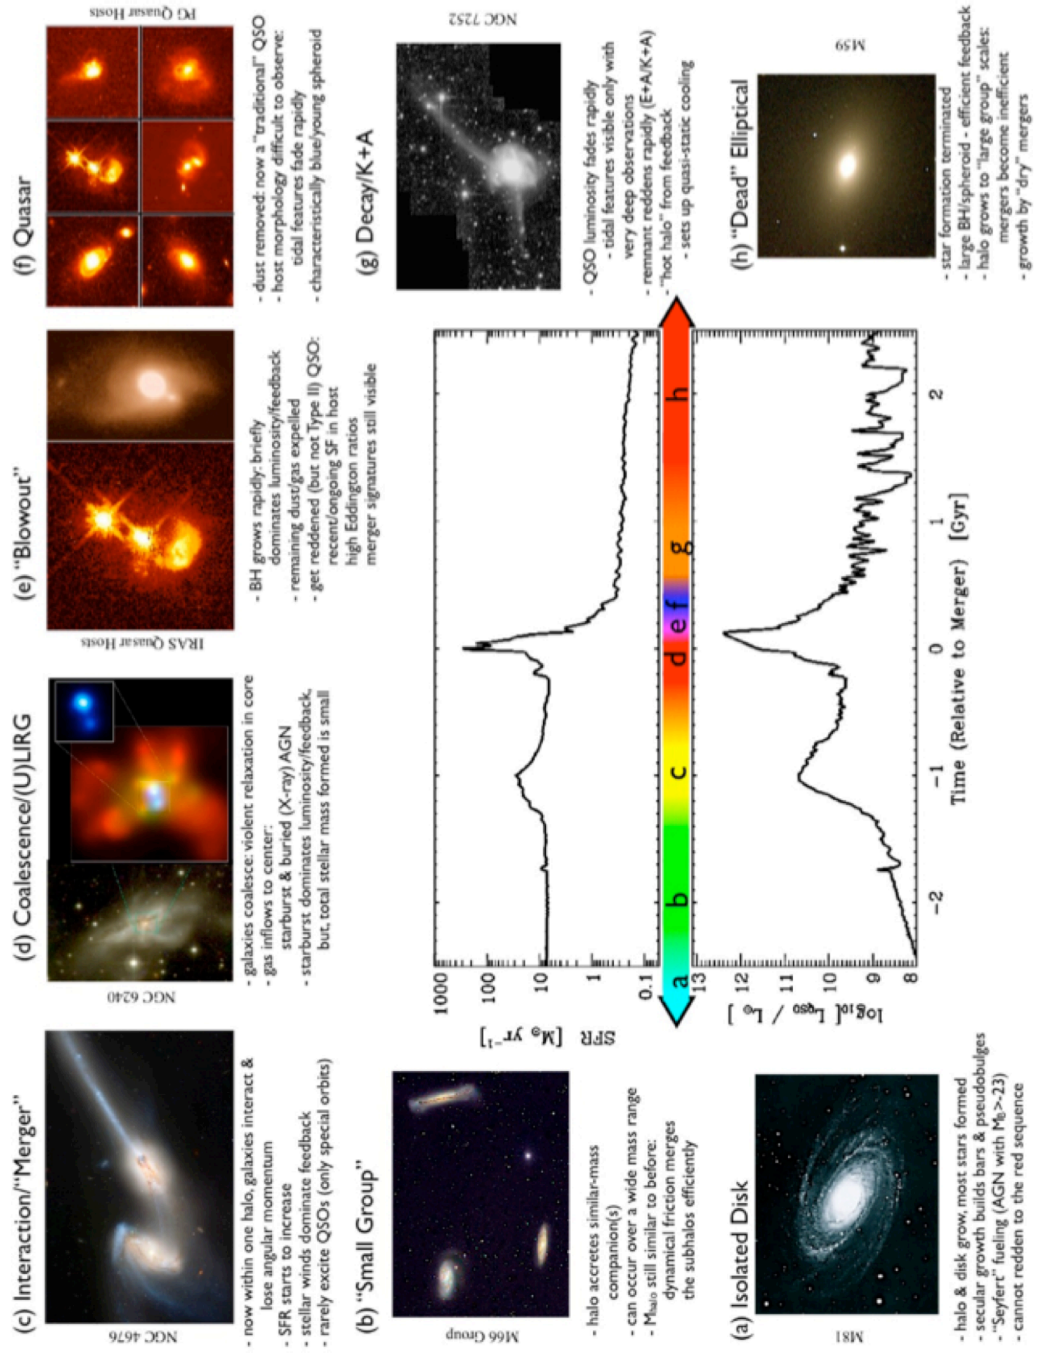 (c) Interaction/"Merger"
NGC 4676
- now within one halo, galaxies interact &
lose angular momentum
- SFR starts to increase
- stellar winds dominate feedback
- rarely excite QSOs (only special orbits)
(d) Coalescence/(U)LIRG
NGC 6240
- galaxies coalesce: violent relaxation in core
- gas inflows to center:
starburst & buried (X-ray) AGN
- starburst dominates luminosity/feedback,
but, total stellar mass formed is small
(e) "Blowout"
IRAS Quasar Hosts
- BH grows rapidly: briefly
dominates luminosity/feedback
- remaining dust/gas expelled
- get reddened (but not Type II) QSO:
recent/ongoing SF in host
high Eddington ratios
merger signatures still visible
(f) Quasar
PG Quasar Hosts
- dust removed: now a "traditional" QSO
- host morphology difficult to observe:
tidal features fade rapidly
- characteristically blue/young spheroid
(b) "Small Group"
M66 Group
- halo accretes similar-mass
companion(s)
- can occur over a wide mass range
- Mhalo still similar to before:
dynamical friction merges
the subhalos efficiently
(a) Isolated Disk
M81
- halo & disk grow, most stars formed
- secular growth builds bars & pseudobulges
- "Seyfert" fueling (AGN with MB>-23)
- cannot redden to the red sequence
1000
100
10
1
0.1
SFR [M⊙ yr⁻¹]
a b c d e f g h
13
12
11
10
9
8
log10[ LQSO / L⊙ ]
-2 -1 0 1 2
Time (Relative to Merger) [Gyr]
(g) Decay/K+A
NGC 7252
- QSO luminosity fades rapidly
- tidal features visible only with
very deep observations
- remnant reddens rapidly (E+A/K+A)
- "hot halo" from feedback
- sets up quasi-static cooling
(h) "Dead" Elliptical
M59
- star formation terminated
- large BH/spheroid - efficient feedback
- halo grows to "large group" scales:
mergers become inefficient
- growth by "dry" mergers